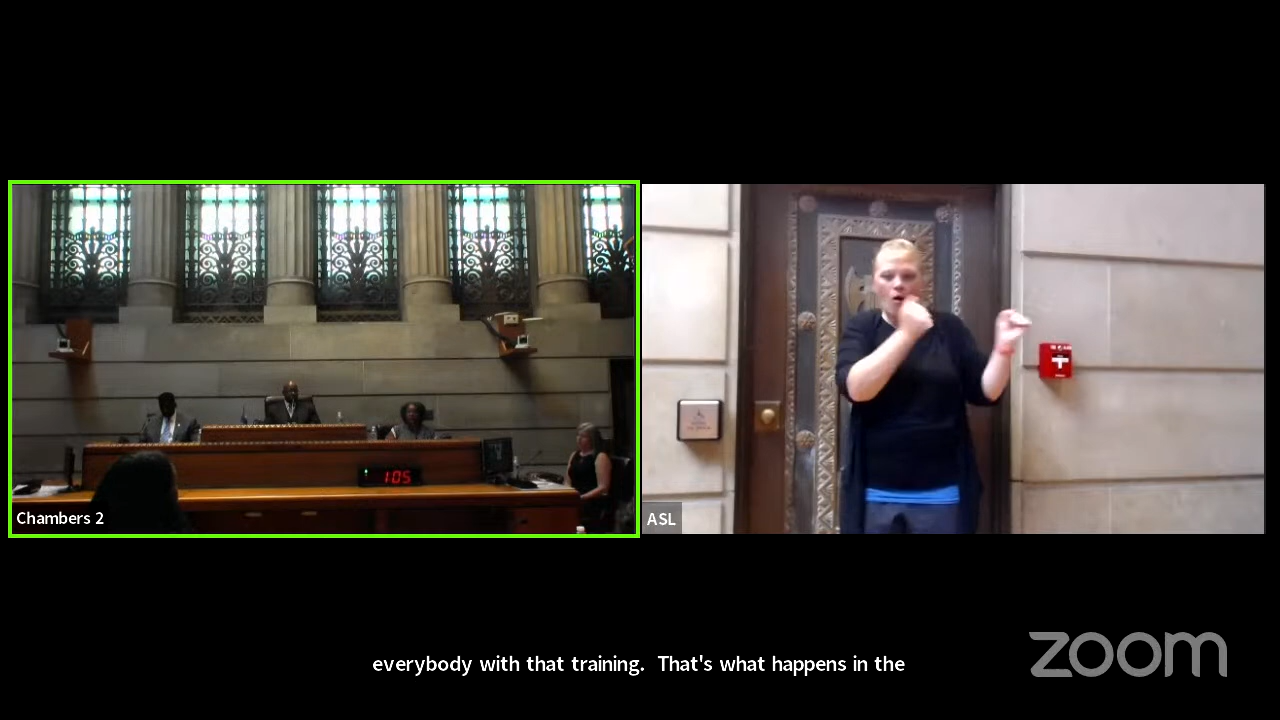 105
Chambers 2
ASL
everybody with that training.  That's what happens in the
zoom